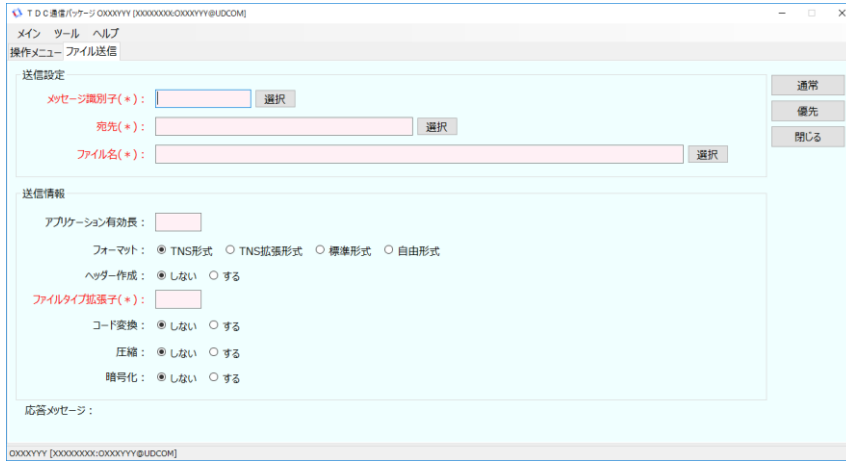 TDC通信パッケージ OXXXYYY [XXXXXXXX:OXXXYYY@UDCOM]
メイン ツール ヘルプ
操作メニュー ファイル送信
送信設定
メッセージ識別子(*): 選択
宛先(*): 選択
ファイル名(*): 選択
通常
優先
閉じる
送信情報
アプリケーション有効長:
フォーマット: TNS形式 TNS拡張形式 標準形式 自由形式
ヘッダー作成: しない する
ファイルタイプ拡張子(*):
コード変換: しない する
圧縮: しない する
暗号化: しない する
応答メッセージ:
OXXXYYY [XXXXXXXX:OXXXYYY@UDCOM]